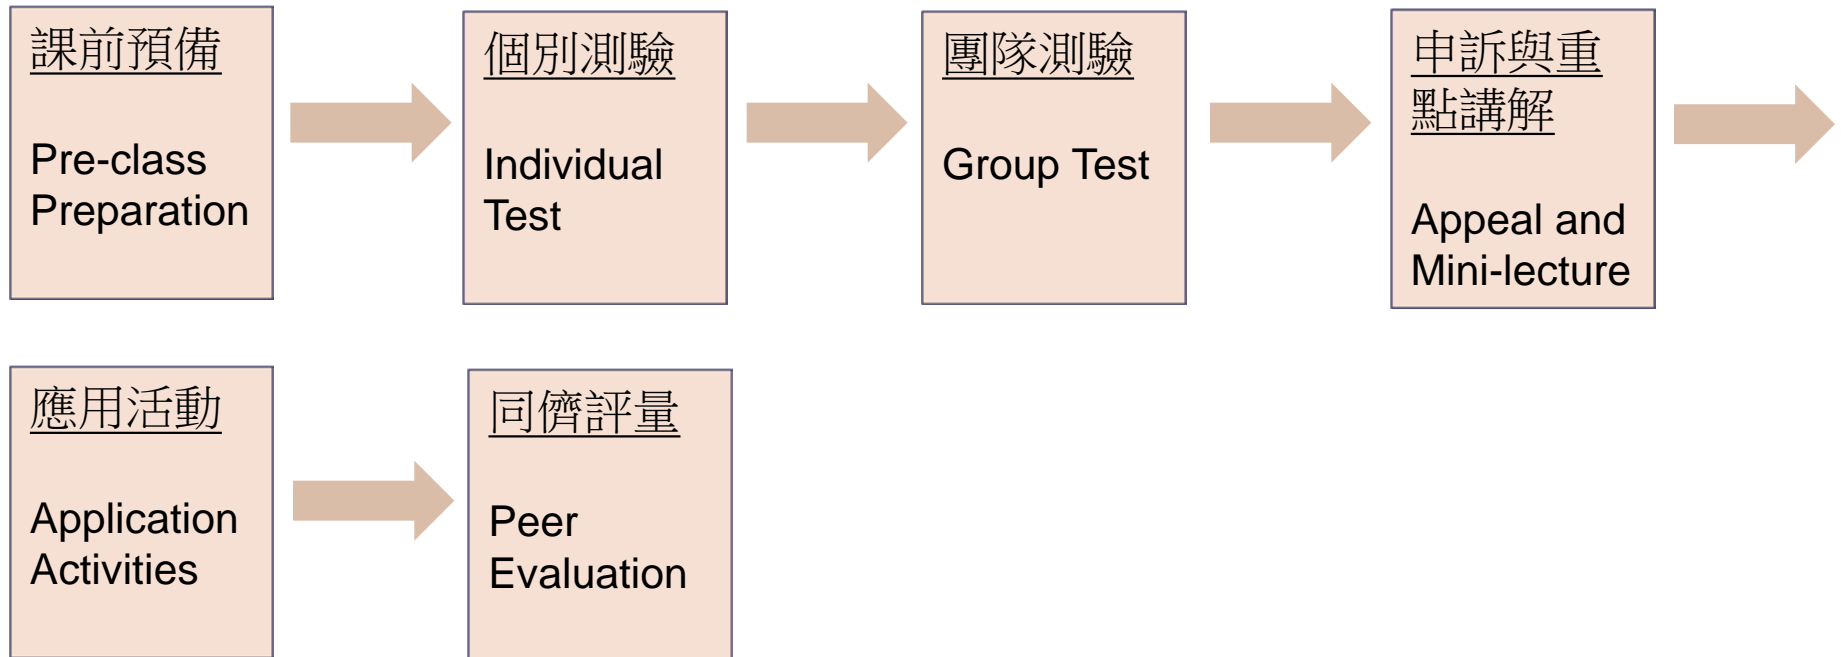 課前預備
Pre-class
Preparation
個別測驗
Individual
Test
團隊測驗
Group Test
申訴與重
點講解
Appeal and
Mini-lecture
應用活動
Application
Activities
同儕評量
Peer
Evaluation